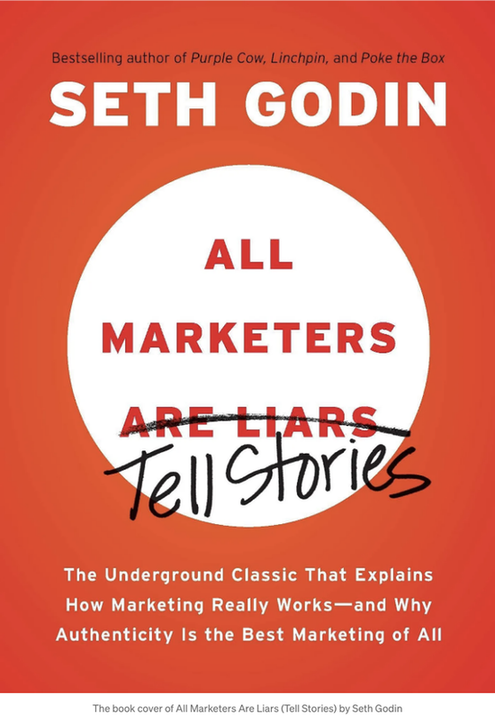 Bestselling author of Purple Cow, Linchpin, and Poke the Box
SETH GODIN
ALL
MARKETERS
ARE LIARS
Tell Stories
The Underground Classic That Explains
How Marketing Really Works—and Why
Authenticity Is the Best Marketing of All
The book cover of All Marketers Are Liars (Tell Stories) by Seth Godin